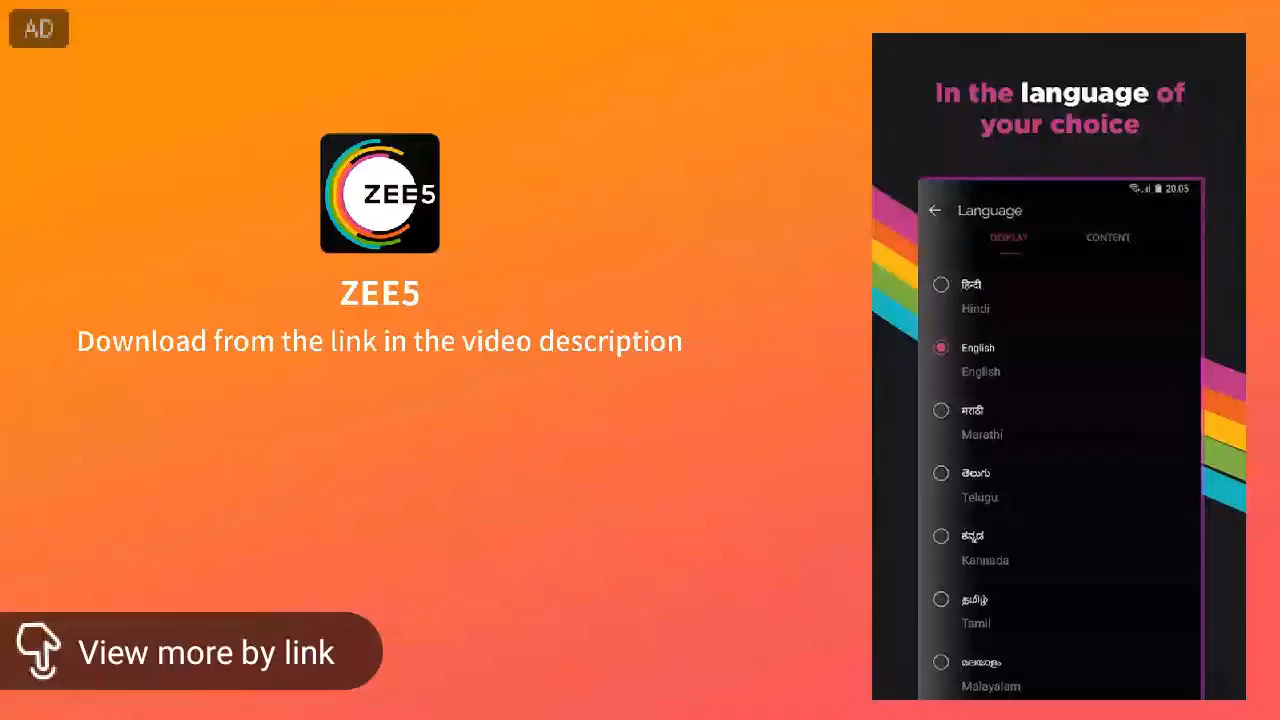 AD
ZEE5
ZEE5
Download from the link in the video description
View more by link
In the language of
your choice
20:05
Language
DISPLAY CONTENT
हिन्दी
Hindi
English
English
मराठी
Marathi
తెలుగు
Telugu
ಕನ್ನಡ
Kannada
தமிழ்
Tamil
മലയാളം
Malayalam